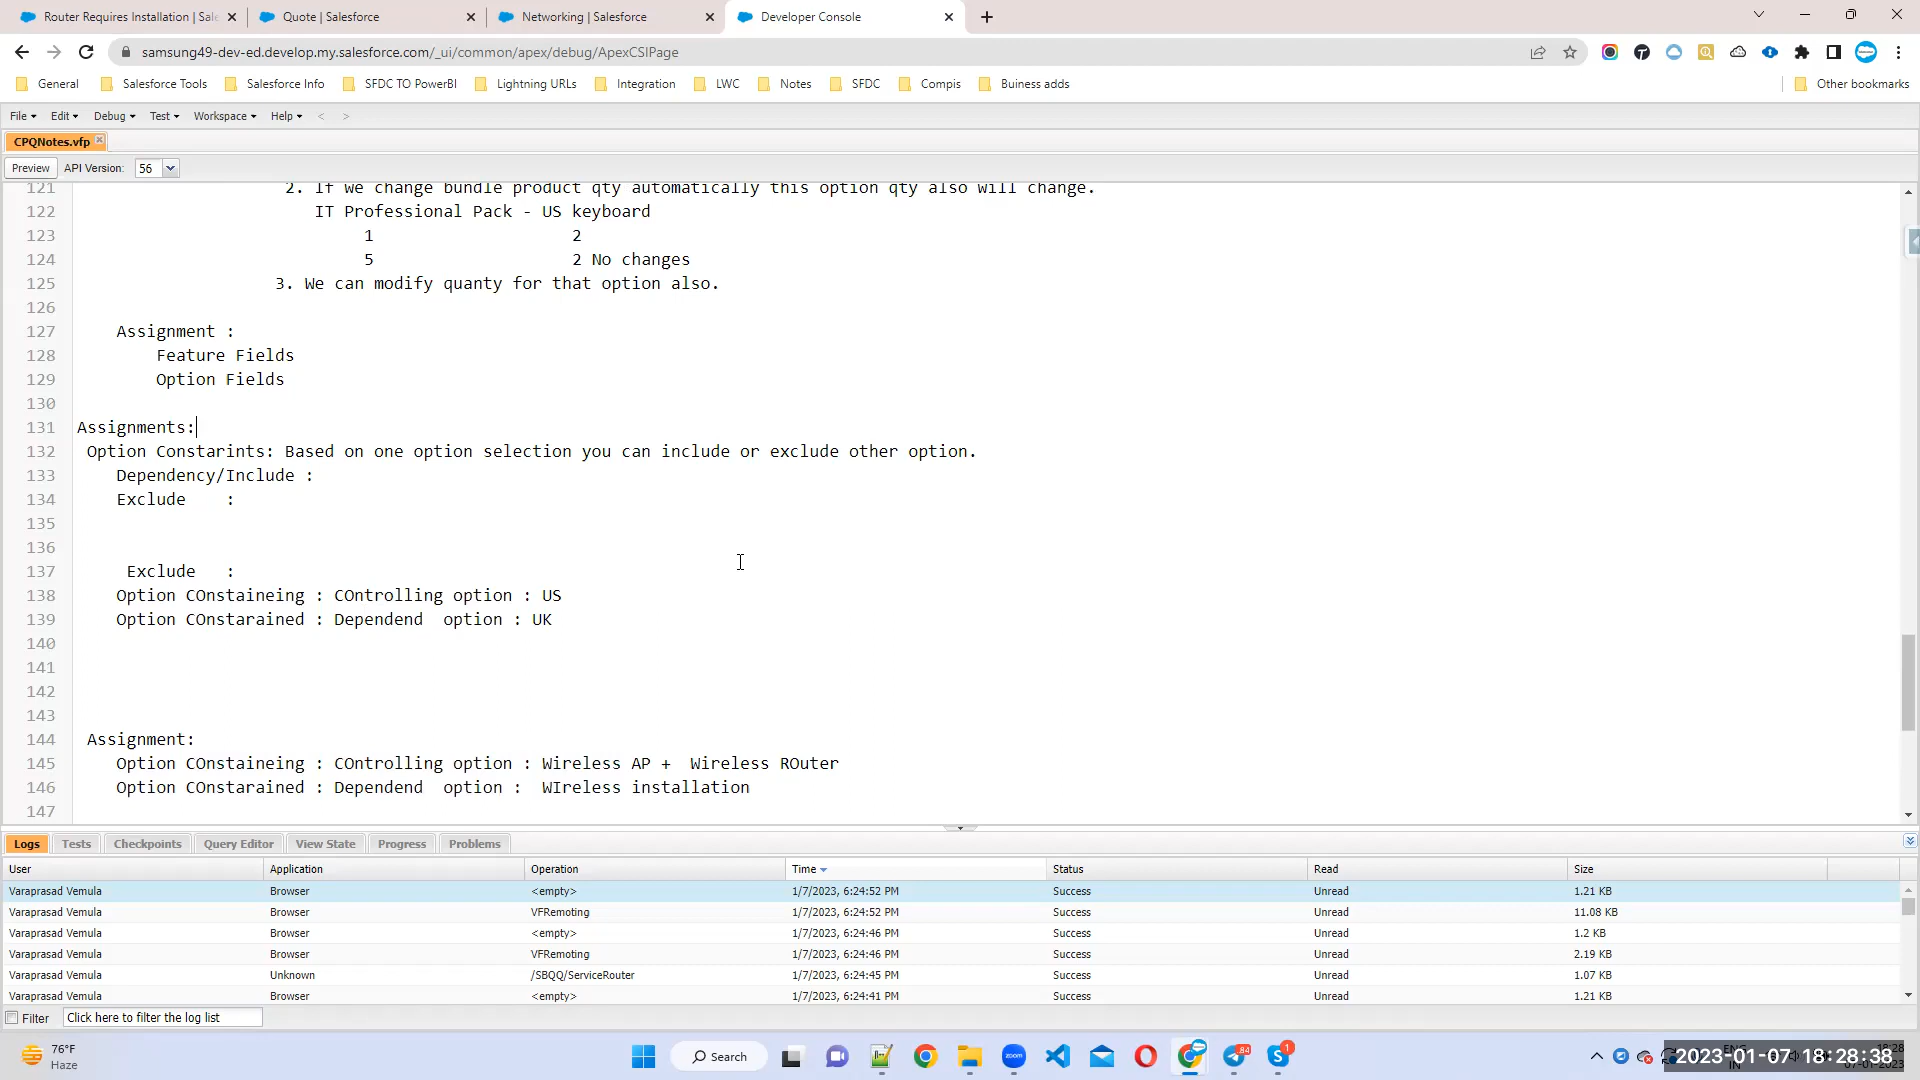 Router Requires Installation | Sale
Quote | Salesforce
Networking | Salesforce
Developer Console
samsung49-dev-ed.develop.my.salesforce.com/_ui/common/apex/debug/ApexCSIPage
General
Salesforce Tools
Salesforce Info
SFDC TO PowerBI
Lightning URLs
Integration
LWC
Notes
SFDC
Compis
Buiness adds
Other bookmarks
File
Edit
Debug
Test
Workspace
Help
<
>
CPQNotes.vfp
Preview
API Version:
56
121 2. If we change bundle product qty automatically this option qty also will change.
122 IT Professional Pack - US keyboard
123 1 2
124 5 2 No changes
125 3. We can modify quanty for that option also.
126
127 Assignment :
128 Feature Fields
129 Option Fields
130
131 Assignments:
132 Option Constarints: Based on one option selection you can include or exclude other option.
133 Dependency/Include :
134 Exclude :
135
136
137 Exclude :
138 Option COnstaineing : COntrolling option : US
139 Option COnstarained : Dependend option : UK
140
141
142
143
144 Assignment:
145 Option COnstaineing : COntrolling option : Wireless AP + Wireless ROuter
146 Option COnstarained : Dependend option : WIreless installation
147
Logs
Tests
Checkpoints
Query Editor
View State
Progress
Problems
User Application Operation Time Status Read Size
Varaprasad Vemula Browser <empty> 1/7/2023, 6:24:52 PM Success Unread 1.21 KB
Varaprasad Vemula Browser VFRemoting 1/7/2023, 6:24:52 PM Success Unread 11.08 KB
Varaprasad Vemula Browser <empty> 1/7/2023, 6:24:46 PM Success Unread 1.2 KB
Varaprasad Vemula Browser VFRemoting 1/7/2023, 6:24:46 PM Success Unread 2.19 KB
Varaprasad Vemula Unknown /SBQQ/ServiceRouter 1/7/2023, 6:24:45 PM Success Unread 1.07 KB
Varaprasad Vemula Browser <empty> 1/7/2023, 6:24:41 PM Success Unread 1.21 KB
Filter
Click here to filter the log list
76°F
Haze
Search
zoom
84
1
2023-01-07 18:28:38